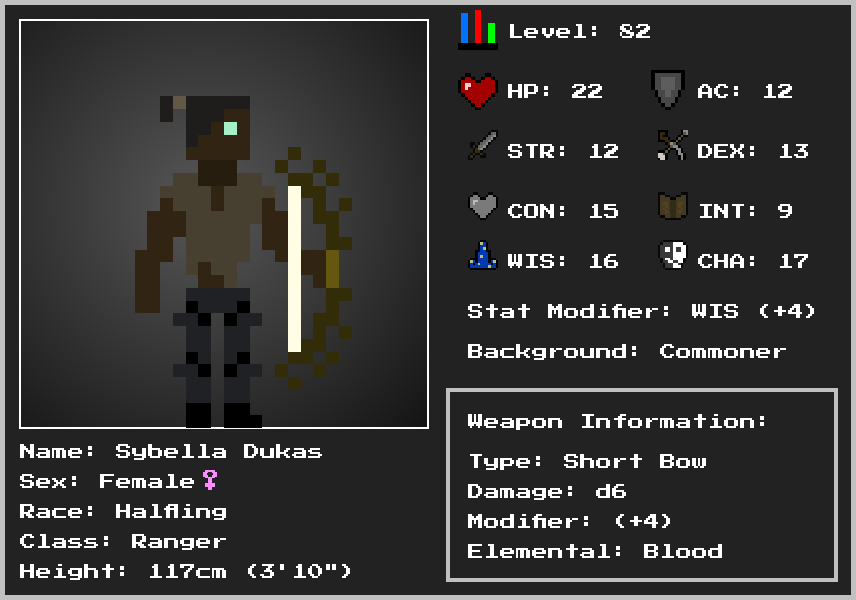 Level: 82
HP: 22
AC: 12
STR: 12
DEX: 13
CON: 15
INT: 9
WIS: 16
CHA: 17
Stat Modifier: WIS (+4)
Background: Commoner
Weapon Information:
Type: Short Bow
Damage: d6
Modifier: (+4)
Elemental: Blood
Name: Sybella Dukas
Sex: Female♀
Race: Halfling
Class: Ranger
Height: 117cm (3'10")